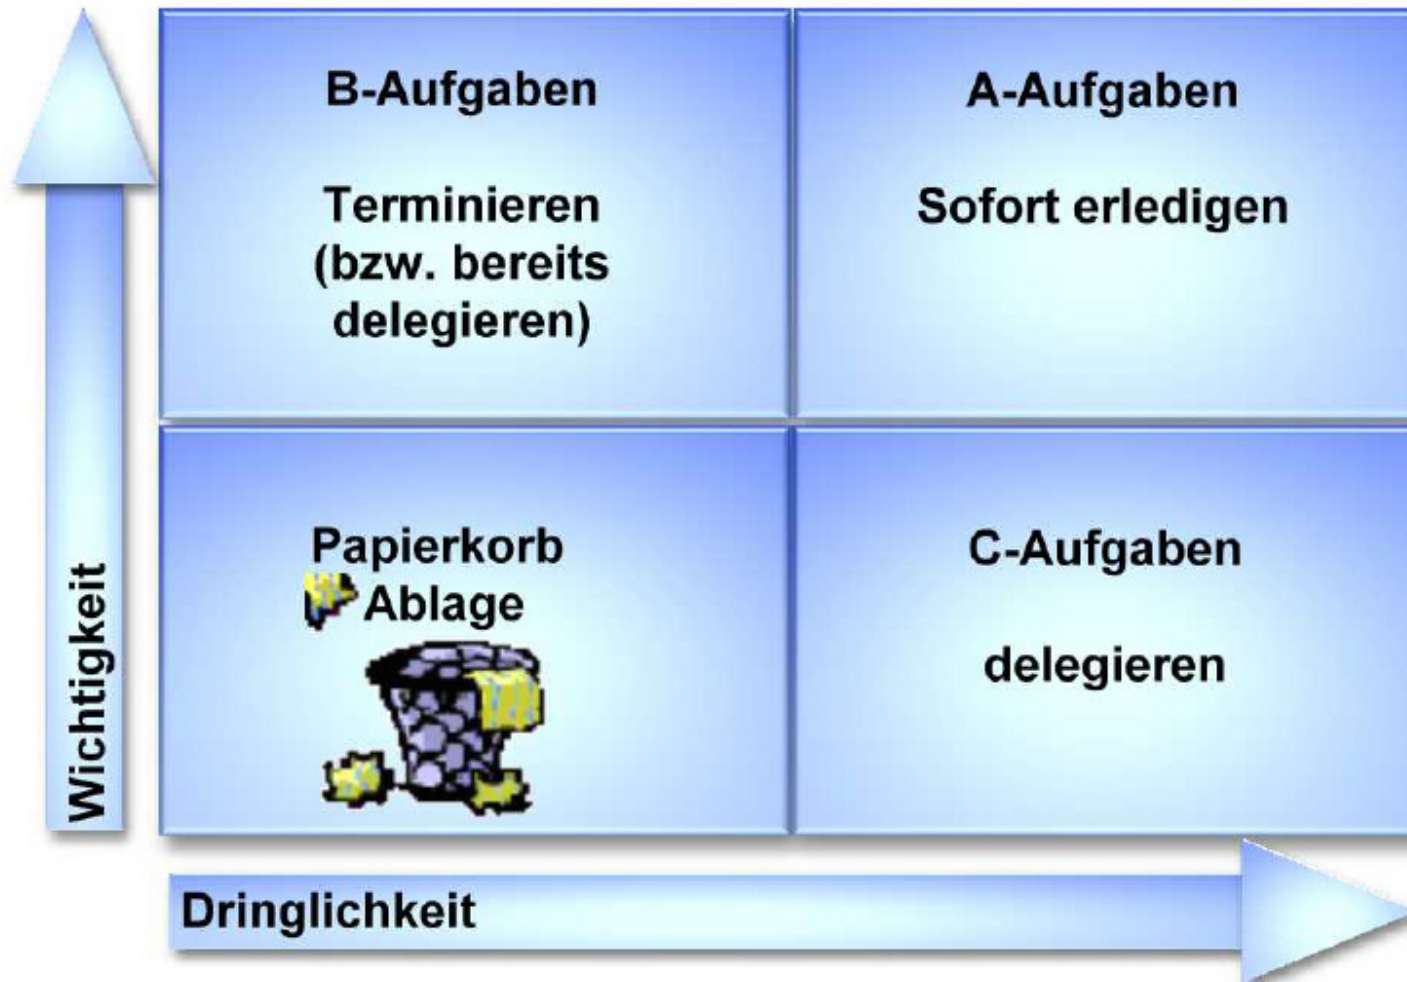 B-Aufgaben
Terminieren
(bzw. bereits
delegieren)
A-Aufgaben
Sofort erledigen
Papierkorb
Ablage
C-Aufgaben
delegieren
Wichtigkeit
Dringlichkeit